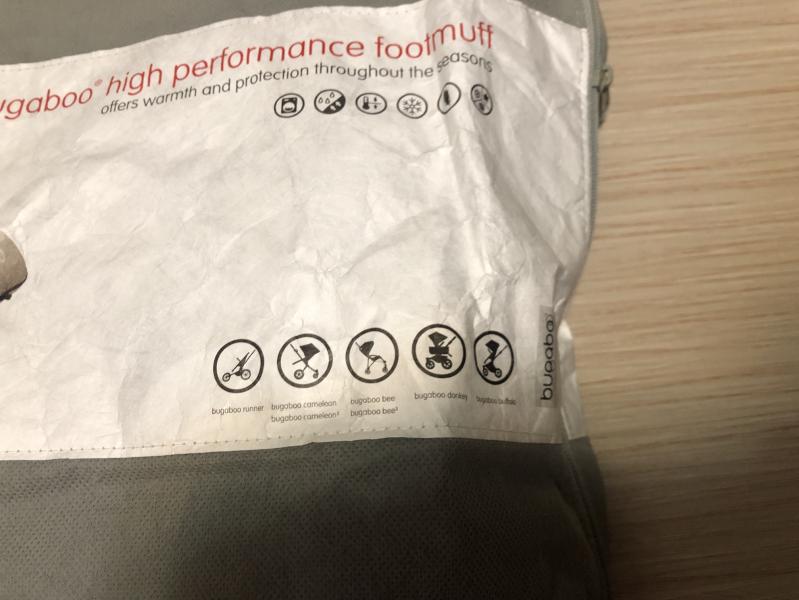 ugaboo® high performance footmuff
offers warmth and protection throughout the seasons
bugaboo runner
bugaboo cameleon
bugaboo cameleon³
bugaboo bee
bugaboo bee³
bugaboo donkey
bugaboo buffalo
bugaboo